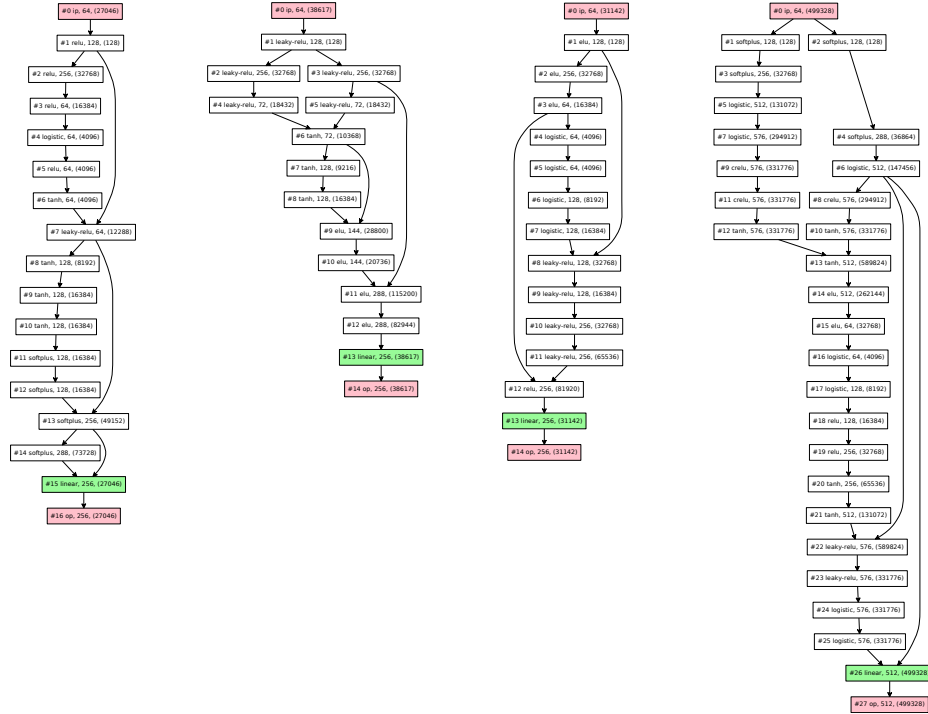 #0 ip, 64, (27046)
#1 relu, 128, (128)
#2 relu, 256, (32768)
#3 relu, 64, (16384)
#4 logistic, 64, (4096)
#5 relu, 64, (4096)
#6 tanh, 64, (4096)
#7 leaky-relu, 64, (12288)
#8 tanh, 128, (8192)
#9 tanh, 128, (16384)
#10 tanh, 128, (16384)
#11 softplus, 128, (16384)
#12 softplus, 128, (16384)
#13 softplus, 256, (49152)
#14 softplus, 288, (73728)
#15 linear, 256, (27046)
#16 op, 256, (27046)
#0 ip, 64, (38617)
#1 leaky-relu, 128, (128)
#2 leaky-relu, 256, (32768)
#3 leaky-relu, 256, (32768)
#4 leaky-relu, 72, (18432)
#5 leaky-relu, 72, (18432)
#6 tanh, 72, (10368)
#7 tanh, 128, (9216)
#8 tanh, 128, (16384)
#9 elu, 144, (28800)
#10 elu, 144, (20736)
#11 elu, 288, (115200)
#12 elu, 288, (82944)
#13 linear, 256, (38617)
#14 op, 256, (38617)
#0 ip, 64, (31142)
#1 elu, 128, (128)
#2 elu, 256, (32768)
#3 elu, 64, (16384)
#4 logistic, 64, (4096)
#5 logistic, 64, (4096)
#6 logistic, 128, (8192)
#7 logistic, 128, (16384)
#8 leaky-relu, 128, (32768)
#9 leaky-relu, 128, (16384)
#10 leaky-relu, 256, (32768)
#11 leaky-relu, 256, (65536)
#12 relu, 256, (81920)
#13 linear, 256, (31142)
#14 op, 256, (31142)
#0 ip, 64, (499328)
#1 softplus, 128, (128)
#2 softplus, 128, (128)
#3 softplus, 256, (32768)
#5 logistic, 512, (131072)
#4 softplus, 288, (36864)
#7 logistic, 576, (294912)
#6 logistic, 512, (147456)
#9 crelu, 576, (331776)
#8 crelu, 576, (294912)
#11 crelu, 576, (331776)
#10 tanh, 576, (331776)
#12 tanh, 576, (331776)
#13 tanh, 512, (589824)
#14 elu, 512, (262144)
#15 elu, 64, (32768)
#16 logistic, 64, (4096)
#17 logistic, 128, (8192)
#18 relu, 128, (16384)
#19 relu, 256, (32768)
#20 tanh, 256, (65536)
#21 tanh, 512, (131072)
#22 leaky-relu, 576, (589824)
#23 leaky-relu, 576, (331776)
#24 logistic, 576, (331776)
#25 logistic, 576, (331776)
#26 linear, 512, (499328)
#27 op, 512, (499328)